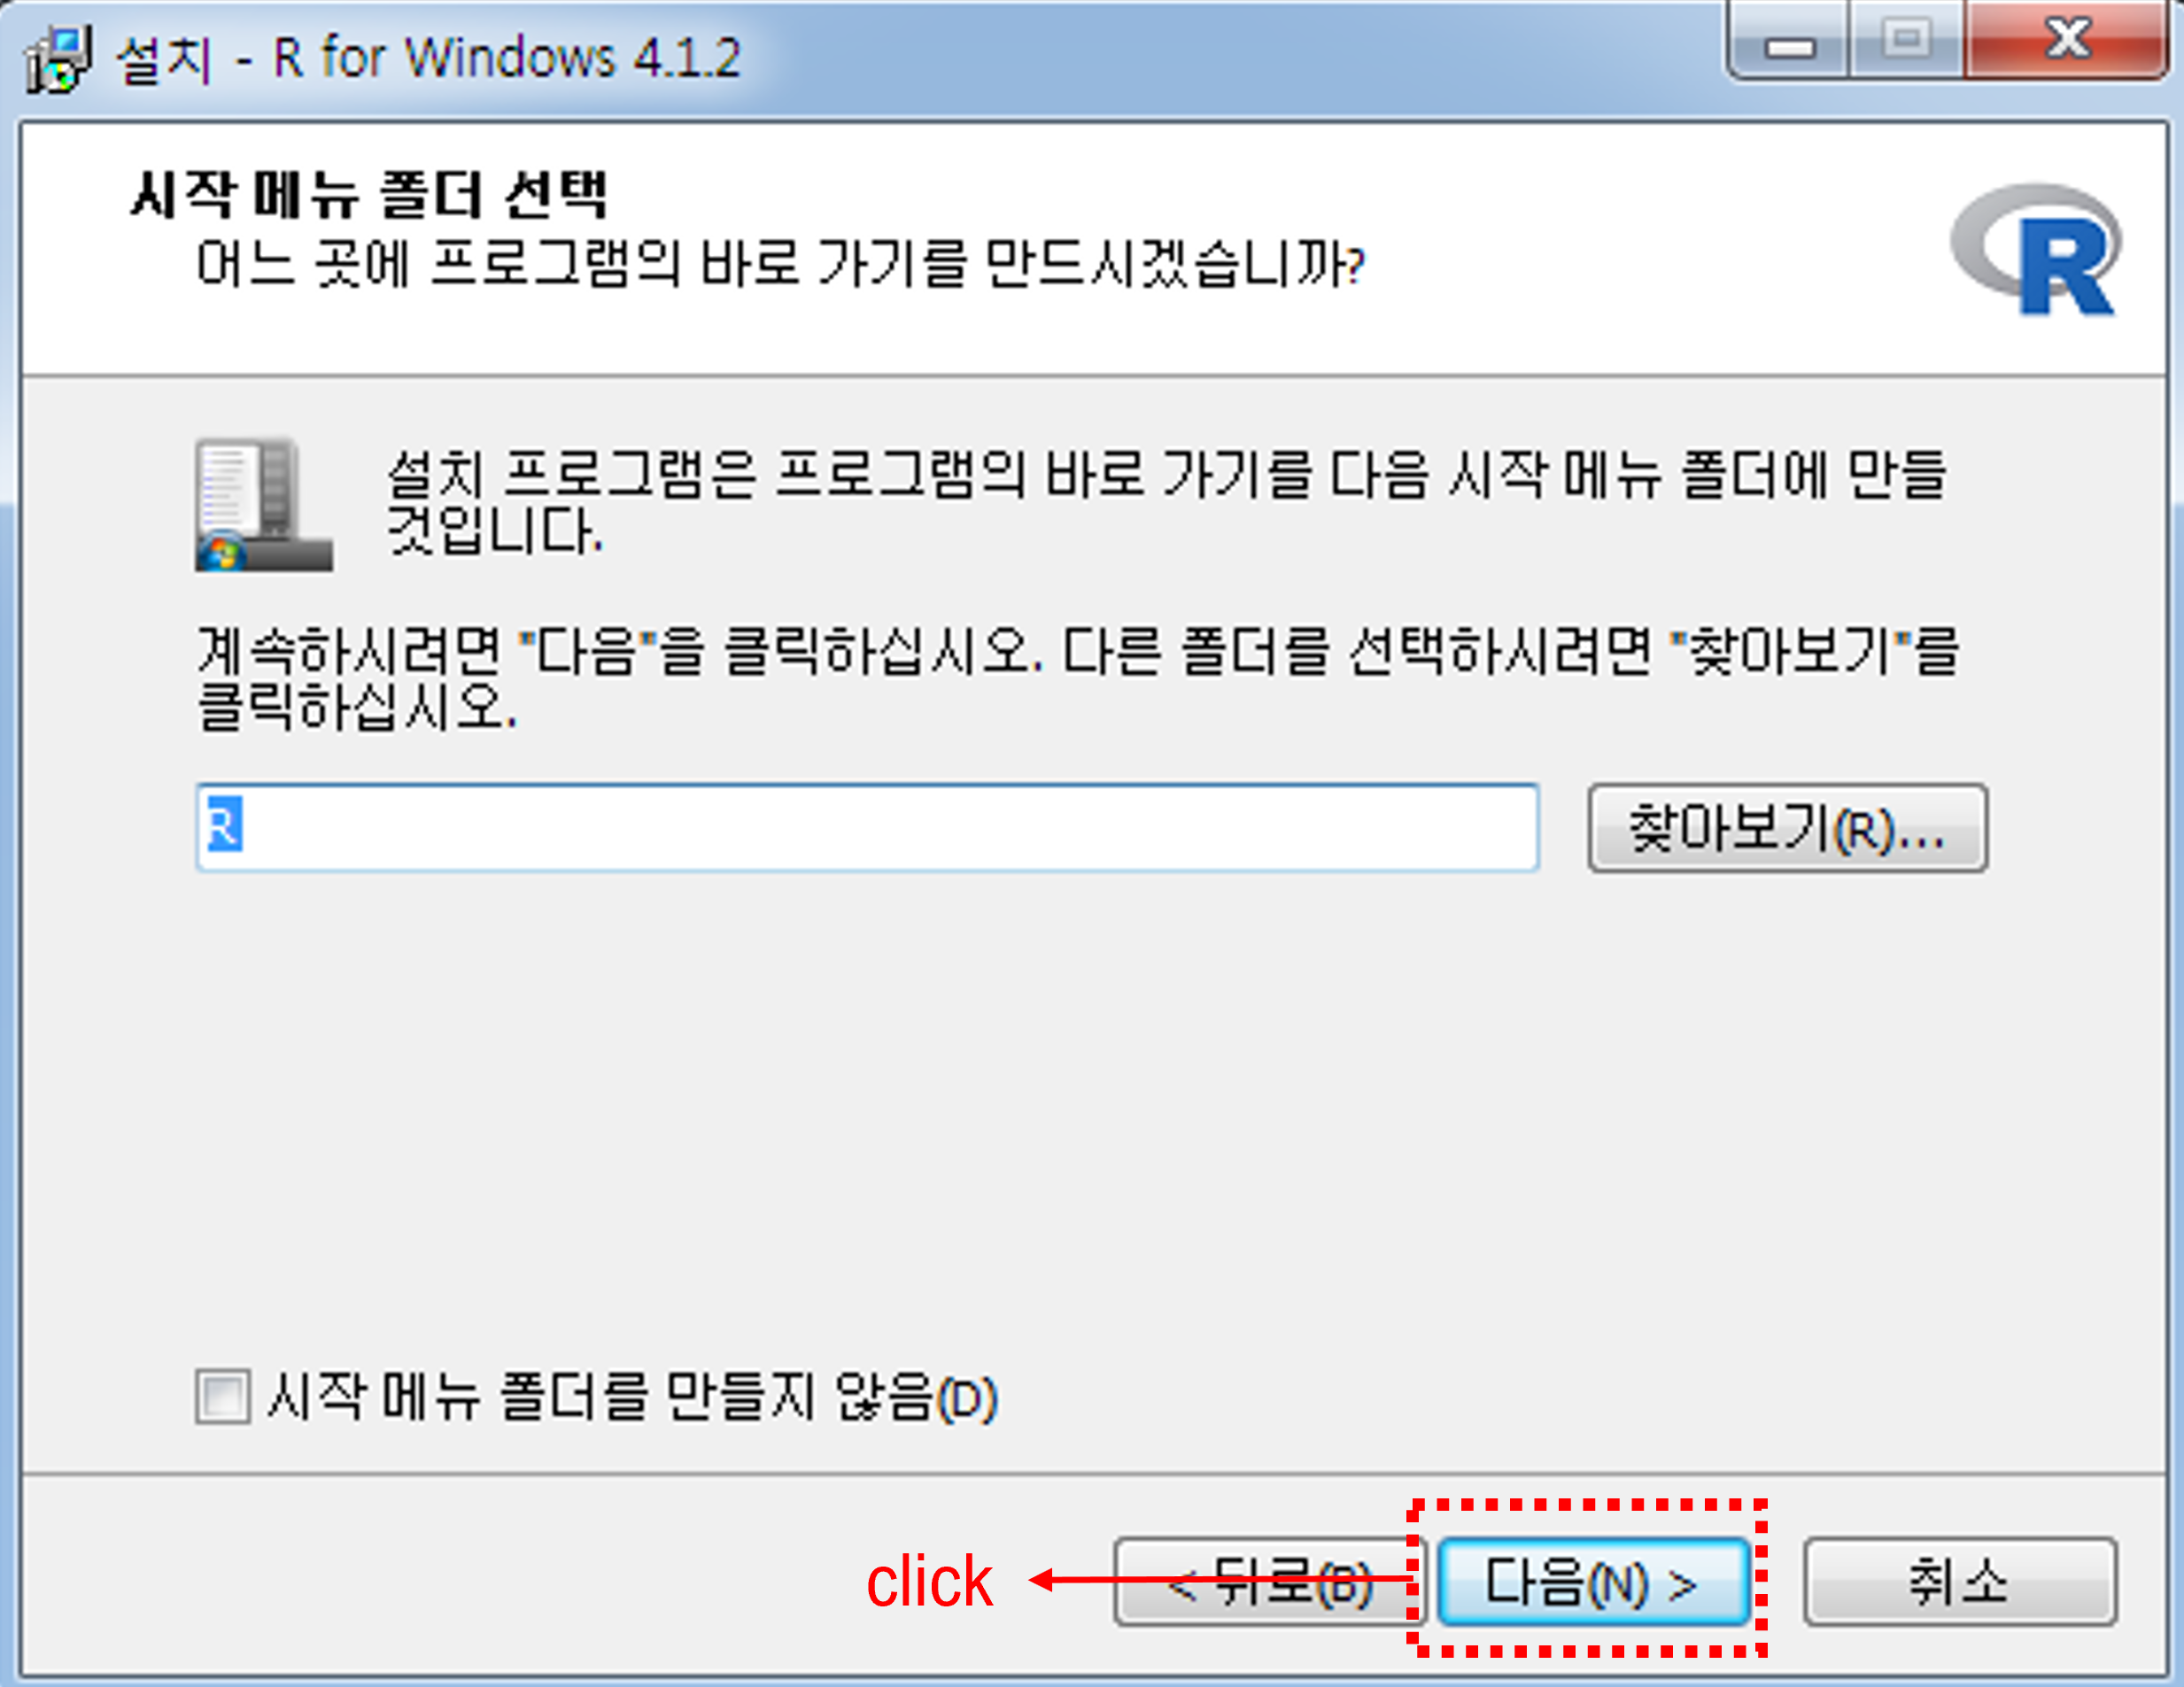 설치 - R for Windows 4.1.2
시작 메뉴 폴더 선택
어느 곳에 프로그램의 바로 가기를 만드시겠습니까?
R
설치 프로그램은 프로그램의 바로 가기를 다음 시작 메뉴 폴더에 만들
것입니다.
계속하시려면 "다음"을 클릭하십시오. 다른 폴더를 선택하시려면 "찾아보기"를
클릭하십시오.
R
찾아보기(R)...
시작 메뉴 폴더를 만들지 않음(D)
click
< 뒤로(B)
다음(N) >
취소